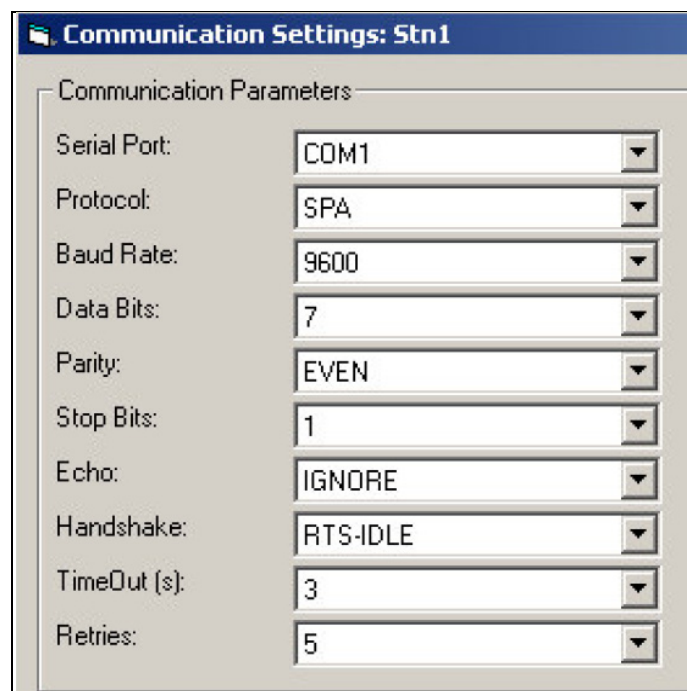 Communication Settings: Stn1
Communication Parameters
Serial Port: COM1
Protocol: SPA
Baud Rate: 9600
Data Bits: 7
Parity: EVEN
Stop Bits: 1
Echo: IGNORE
Handshake: RTS-IDLE
TimeOut (s): 3
Retries: 5